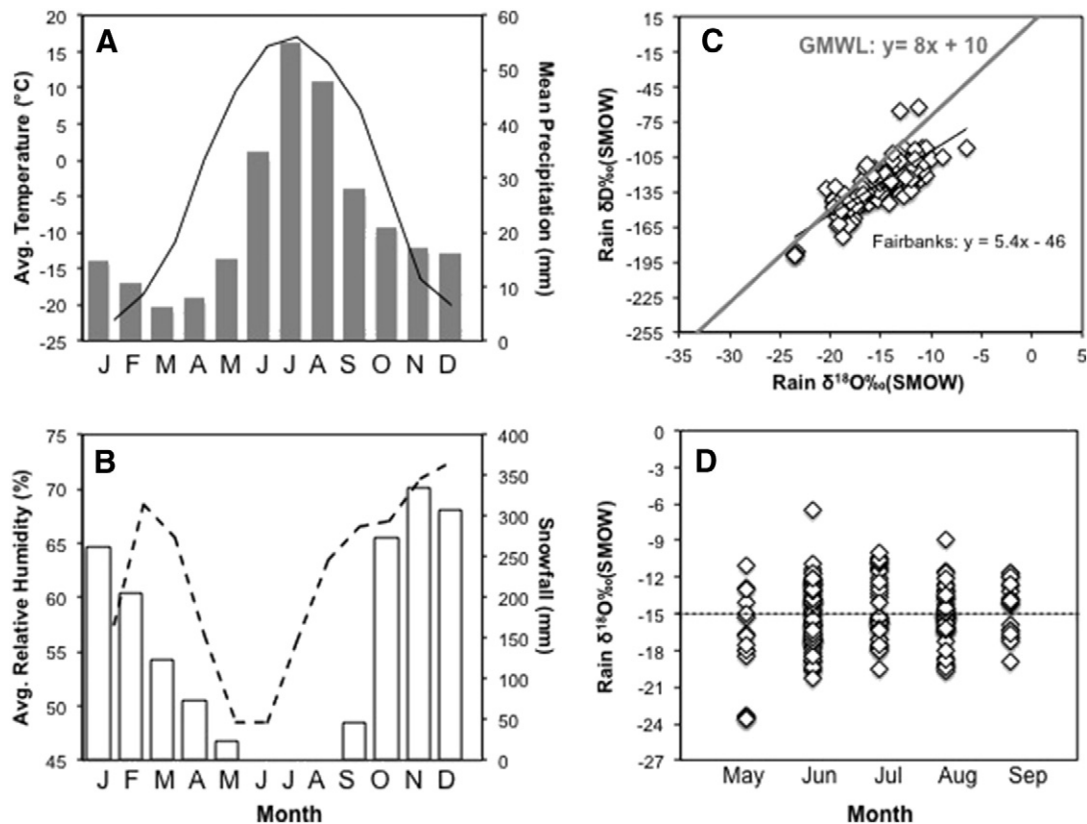 A
Avg. Temperature (°C)
20
15
10
5
0
-5
-10
-15
-20
-25
60
50
40
30
20
10
0
Mean Precipitation (mm)
J F M A M J J A S O N D
B
Avg. Relative Humidity (%)
75
70
65
60
55
50
45
400
350
300
250
200
150
100
50
0
Snowfall (mm)
J F M A M J J A S O N D
Month
C
GMWL: y= 8x + 10
Fairbanks: y = 5.4x - 46
Rain δD‰(SMOW)
15
-15
-45
-75
-105
-135
-165
-195
-225
-255
-35 -30 -25 -20 -15 -10 -5 0 5
Rain δ¹⁸O‰(SMOW)
D
Rain δ¹⁸O‰(SMOW)
0
-3
-6
-9
-12
-15
-18
-21
-24
-27
May Jun Jul Aug Sep
Month